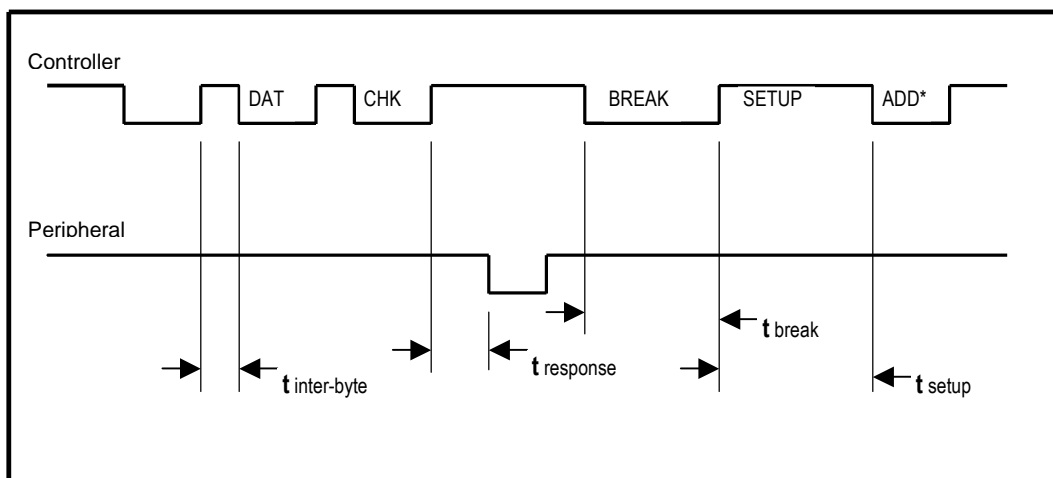 Controller
DAT CHK BREAK SETUP ADD*
Peripheral
t break
t response
t inter-byte t setup